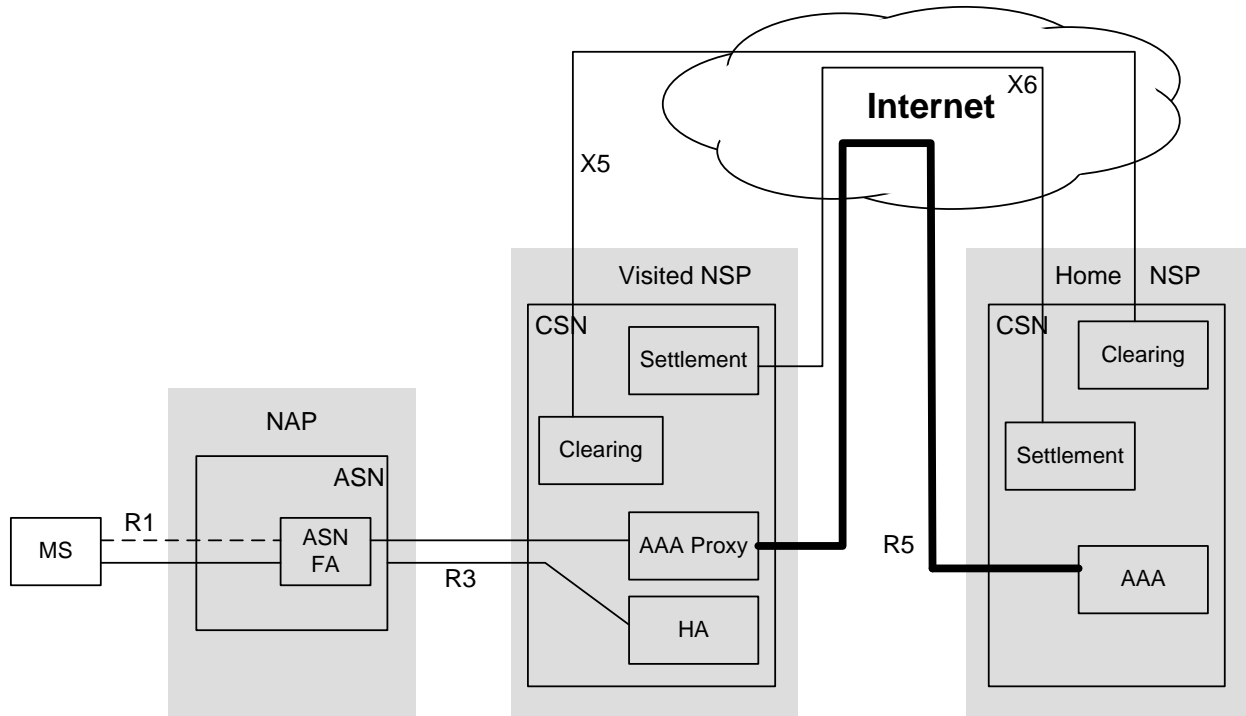 X6
Internet
X5
Visited NSP
Home NSP
CSN
Settlement
Clearing
AAA Proxy
HA
CSN
Clearing
Settlement
AAA
R5
NAP
ASN
ASN
FA
R1
R3
MS